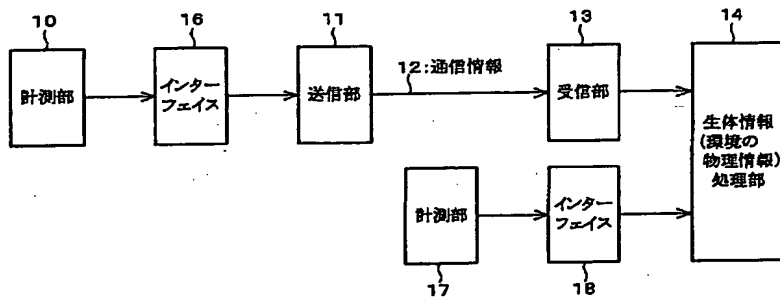 10
16
11
13
14
計測部
インター
フェイス
送信部
12:通信情報
受信部
生体情報
(環境の
物理情報)
処理部
計測部
インター
フェイス
17
18